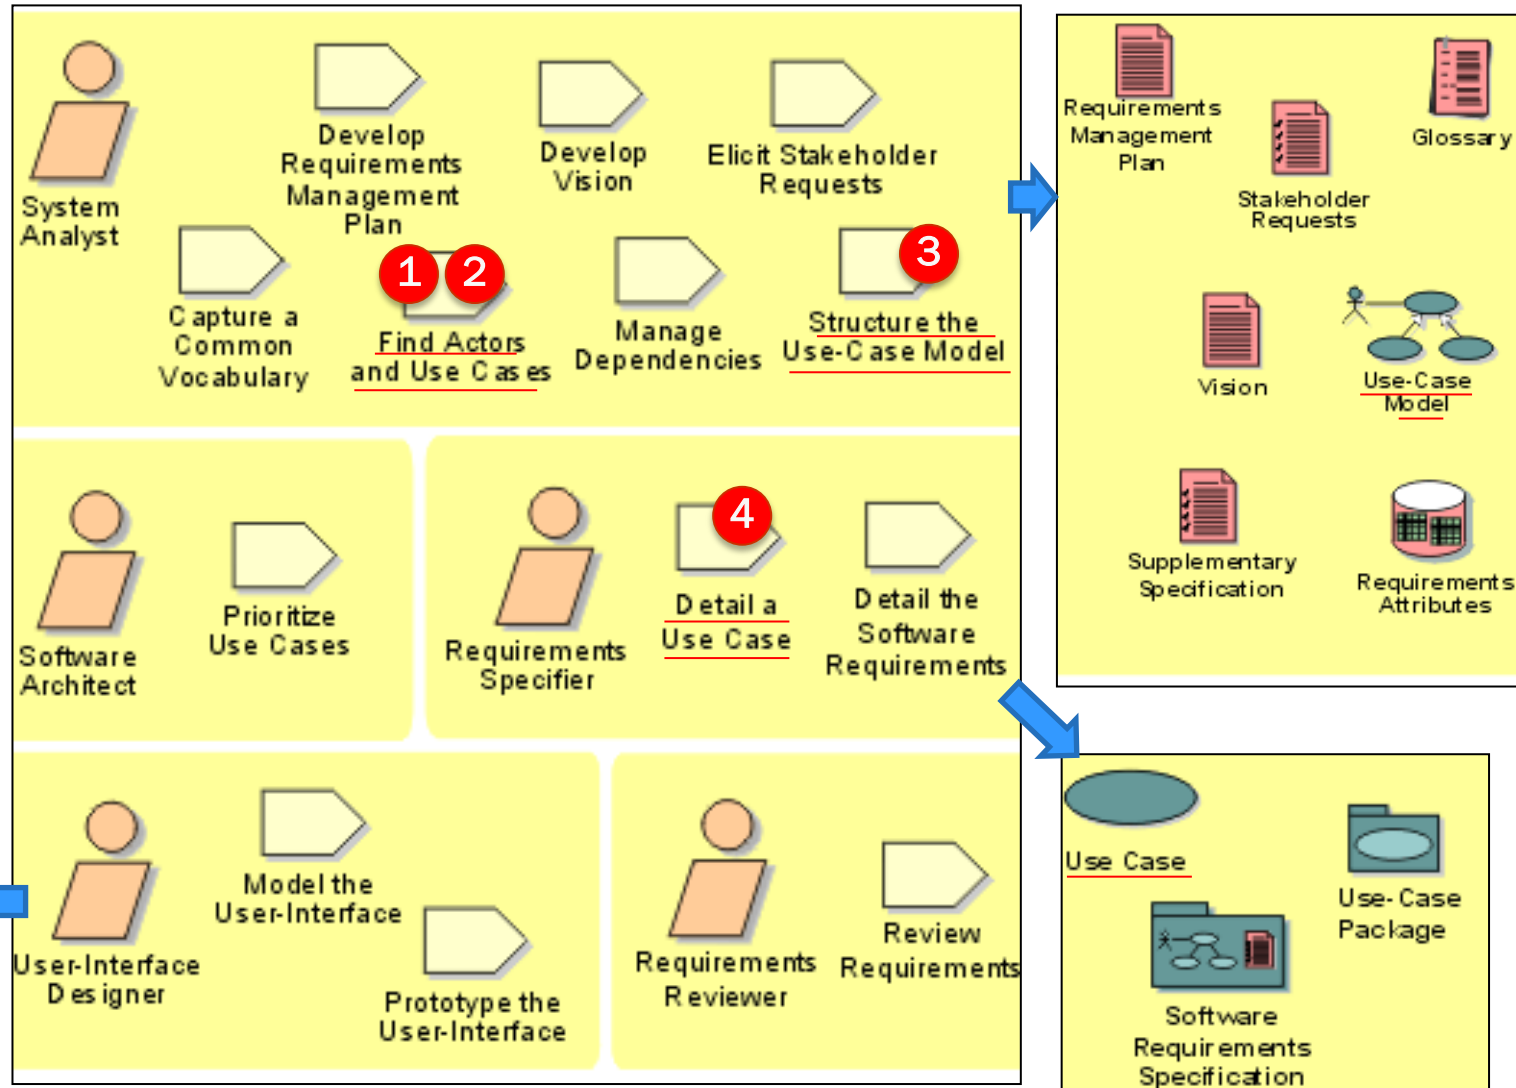 System
Analyst
Develop
Requirements
Management
Plan
Develop
Vision
Elicit Stakeholder
Requests
Capture a
Common
Vocabulary
1
2
Find Actors
and Use Cases
Manage
Dependencies
3
Structure the
Use-Case Model
Software
Architect
Prioritize
Use Cases
Requirements
Specifier
4
Detail a
Use Case
Detail the
Software
Requirements
User-Interface
Designer
Model the
User-Interface
Prototype the
User-Interface
Requirements
Reviewer
Review
Requirements
Requirements
Management
Plan
Stakeholder
Requests
Glossary
Vision
Use-Case
Model
Supplementary
Specification
Requirements
Attributes
Use Case
Use-Case
Package
Software
Requirements
Specification